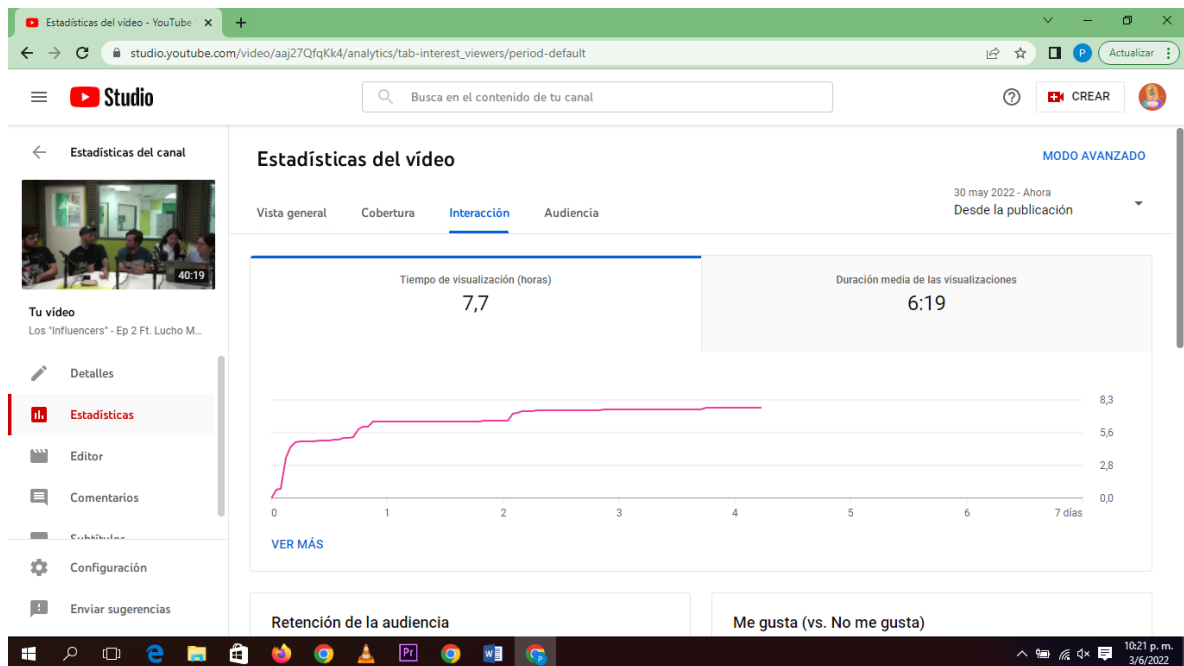 Estadísticas del vídeo - YouTube
studio.youtube.com/video/aaj27QfqKk4/analytics/tab-interest_viewers/period-default
P
Actualizar
Studio
Busca en el contenido de tu canal
CREAR
Estadísticas del canal
40:19
Tu vídeo
Los "Influencers" - Ep 2 Ft. Lucho M...
Detalles
Estadísticas
Editor
Comentarios
Subtítulos
Configuración
Enviar sugerencias
Estadísticas del vídeo
MODO AVANZADO
Vista general Cobertura Interacción Audiencia
30 may 2022 - Ahora
Desde la publicación
Tiempo de visualización (horas)
7,7
Duración media de las visualizaciones
6:19
8,3
5,6
2,8
0,0
0 1 2 3 4 5 6 7 días
VER MÁS
Retención de la audiencia
Me gusta (vs. No me gusta)
Pr
10:21 p. m.
3/6/2022